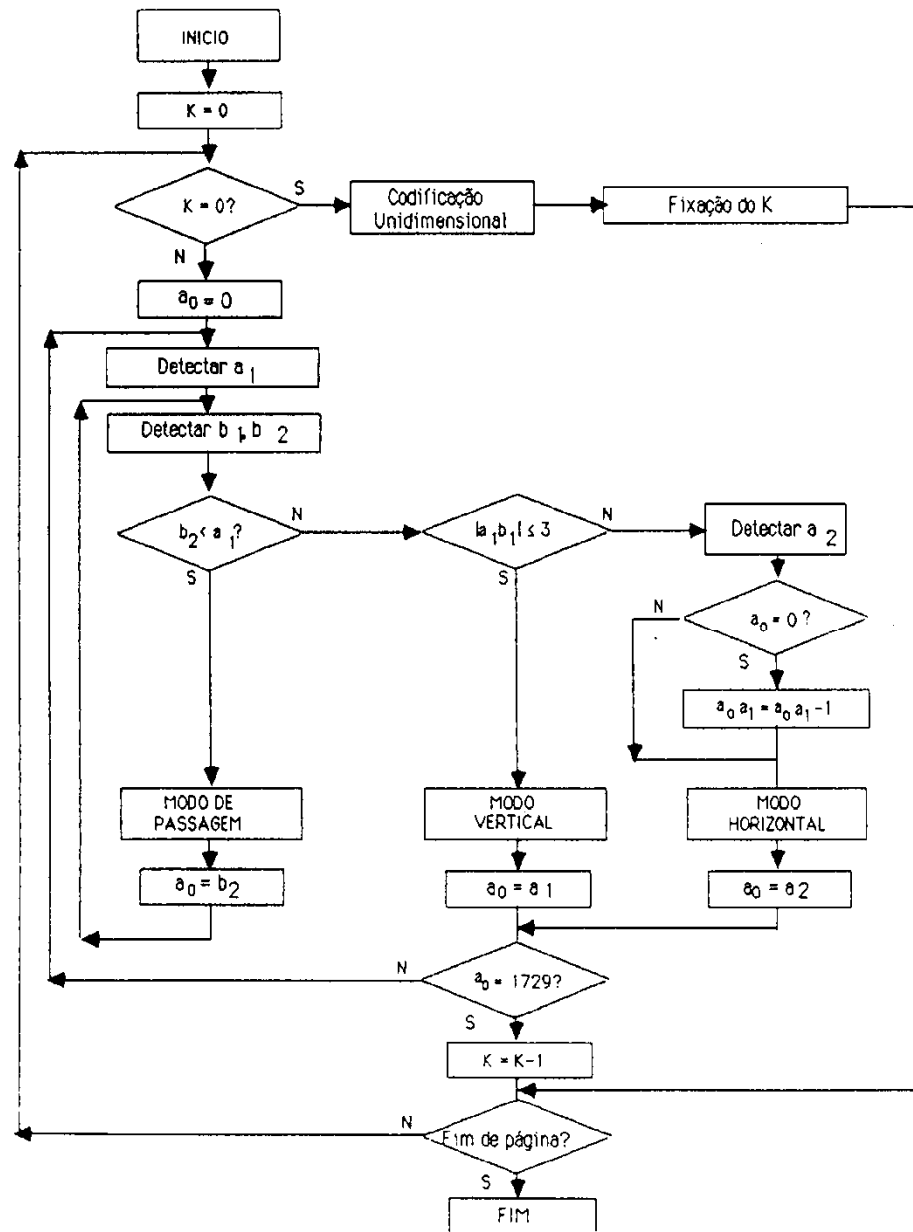 INICIO
K = 0
K = 0?
S
Codificação
Unidimensional
Fixação do K
N
a0 = 0
Detectar a1
Detectar b1, b2
b2 < a1?
N
|a1b1| ≤ 3
N
Detectar a2
S
S
N
a0 = 0 ?
S
a0 a1 = a0 a1 -1
MODO DE
PASSAGEM
MODO
VERTICAL
MODO
HORIZONTAL
a0 = b2
a0 = a1
a0 = a2
N
a0 = 1729?
S
K = K-1
N
Fim de página?
S
FIM